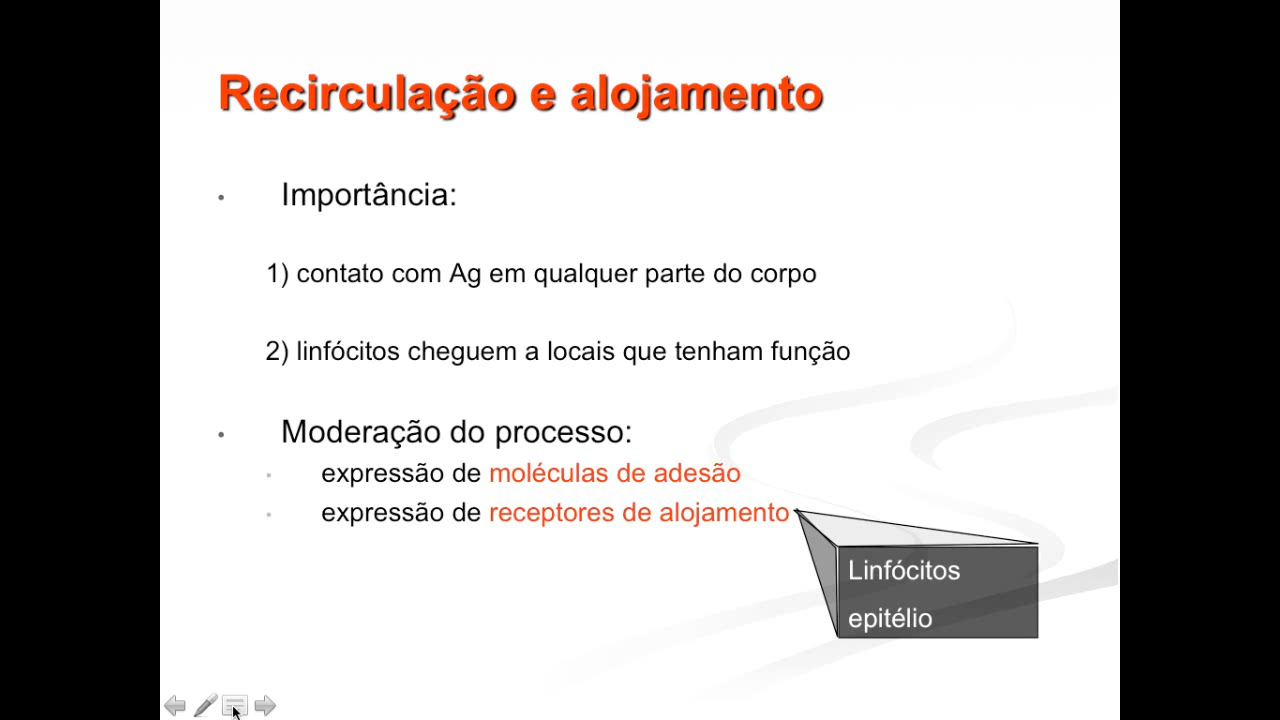 Recirculação e alojamento
• Importância:
1) contato com Ag em qualquer parte do corpo
2) linfócitos cheguem a locais que tenham função
• Moderação do processo:
• expressão de moléculas de adesão
• expressão de receptores de alojamento
Linfócitos
epitélio